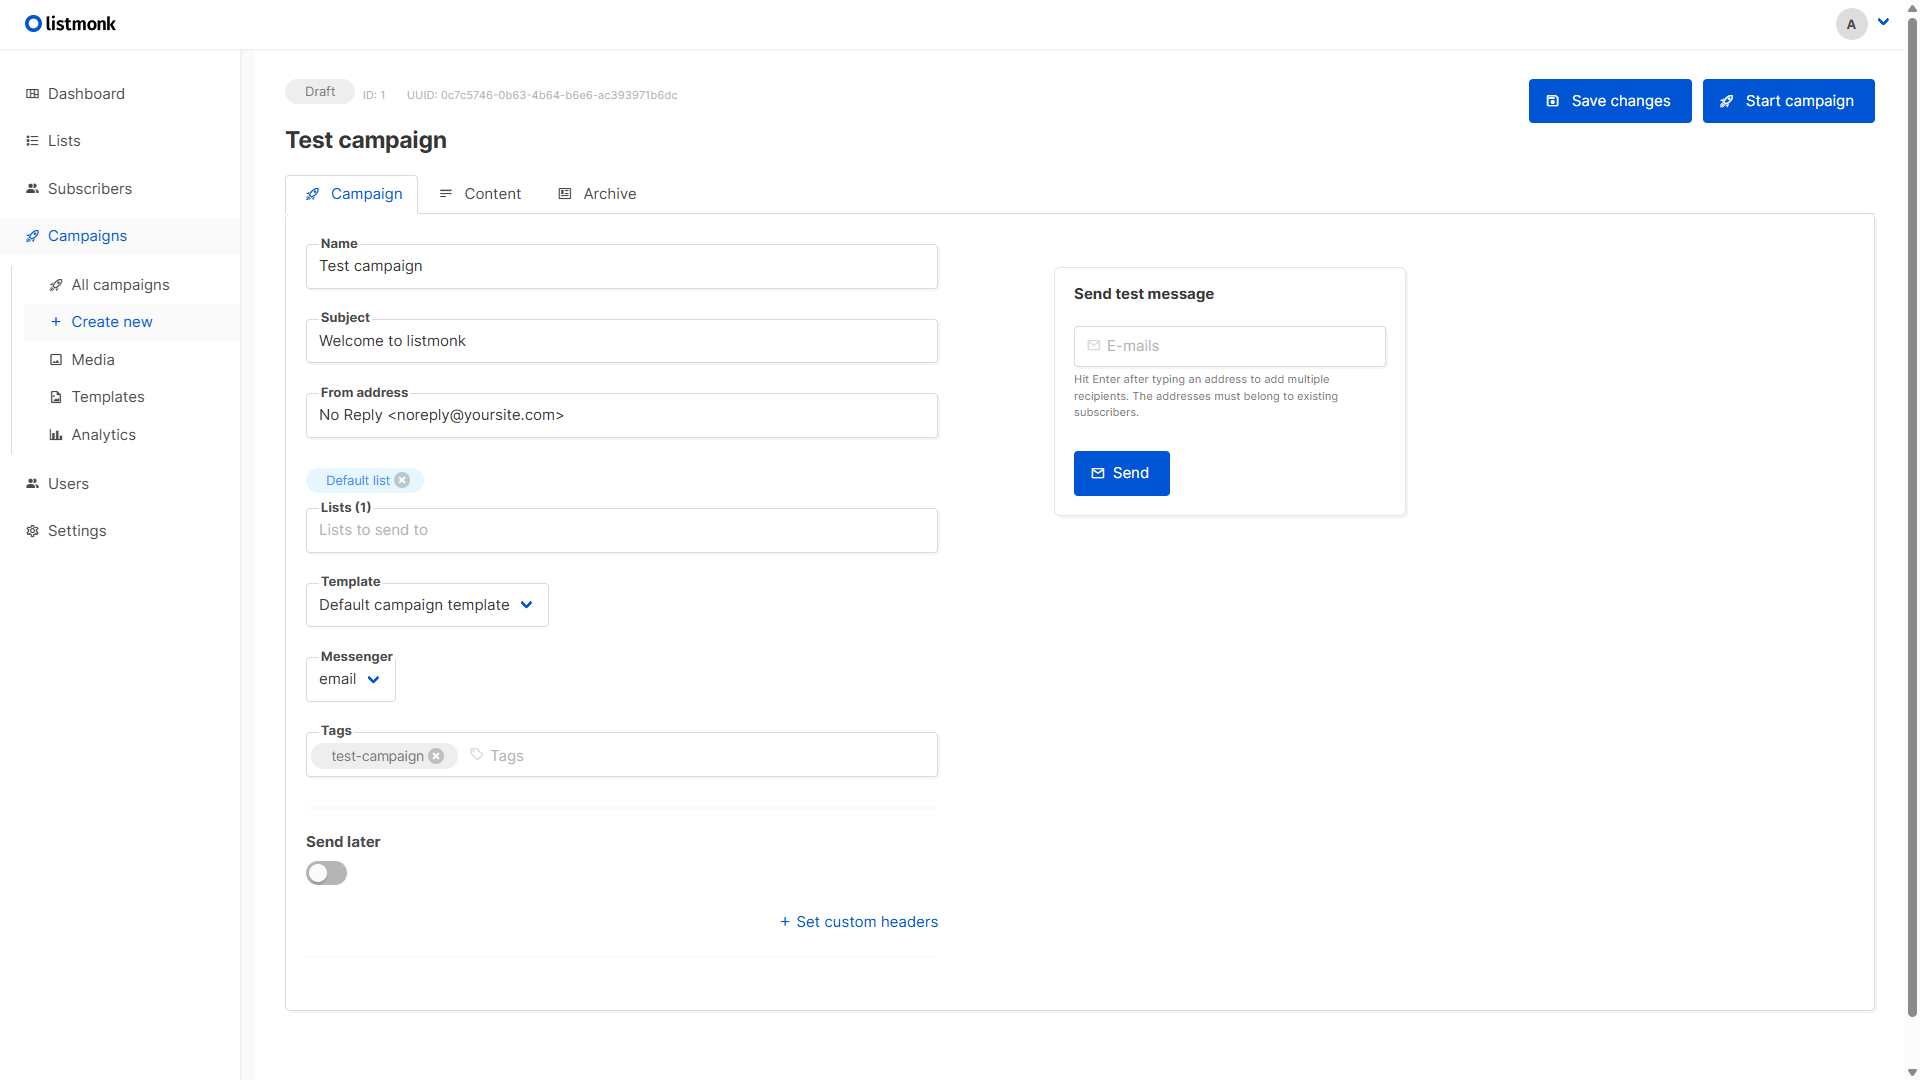 listmonk
A
Dashboard
Lists
Subscribers
Campaigns
All campaigns
+ Create new
Media
Templates
Analytics
Users
Settings
Draft
ID: 1
UUID: 0c7c5746-0b63-4b64-b6e6-ac393971b6dc
Save changes
Start campaign
Test campaign
Campaign
Content
Archive
Name
Test campaign
Subject
Welcome to listmonk
From address
No Reply <noreply@yoursite.com>
Default list
Lists (1)
Lists to send to
Template
Default campaign template
Messenger
email
Tags
test-campaign
Tags
Send later
+ Set custom headers
Send test message
E-mails
Hit Enter after typing an address to add multiple
recipients. The addresses must belong to existing
subscribers.
Send